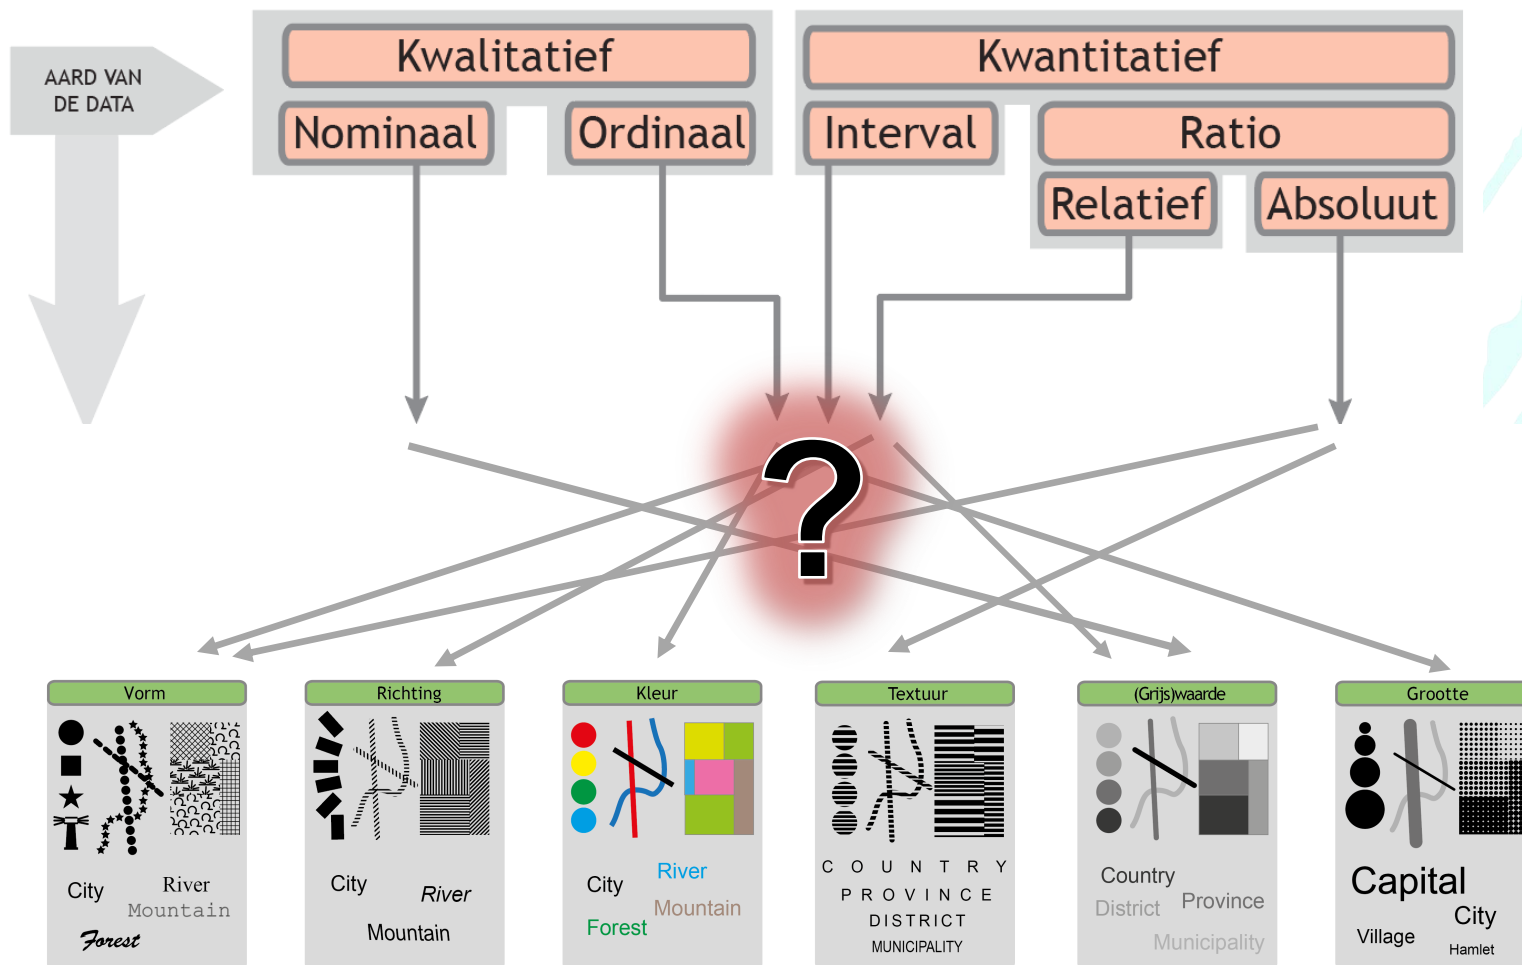 AARD VAN
DE DATA
Kwalitatief
Kwantitatief
Nominaal
Ordinaal
Interval
Ratio
Relatief
Absoluut
?
Vorm
Richting
Kleur
Textuur
(Grijs)waarde
Grootte
City
River
Mountain
Forest
City
River
Mountain
City
River
Mountain
Forest
COUNTRY
PROVINCE
DISTRICT
MUNICIPALITY
Country
District
Province
Municipality
Capital
City
Village
Hamlet